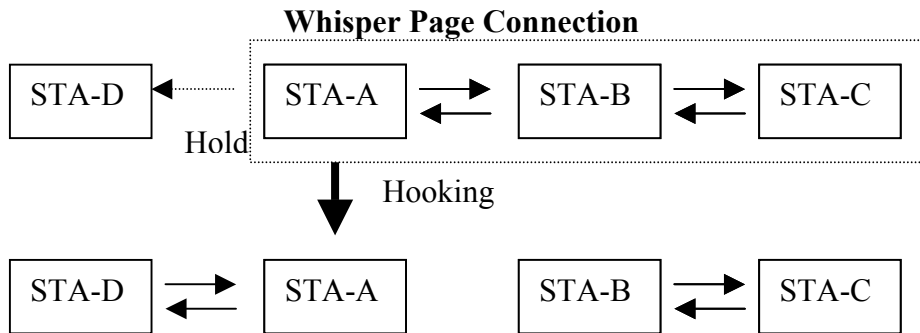 Whisper Page Connection
STA-D STA-A STA-B STA-C
Hold
Hooking
STA-D STA-A STA-B STA-C